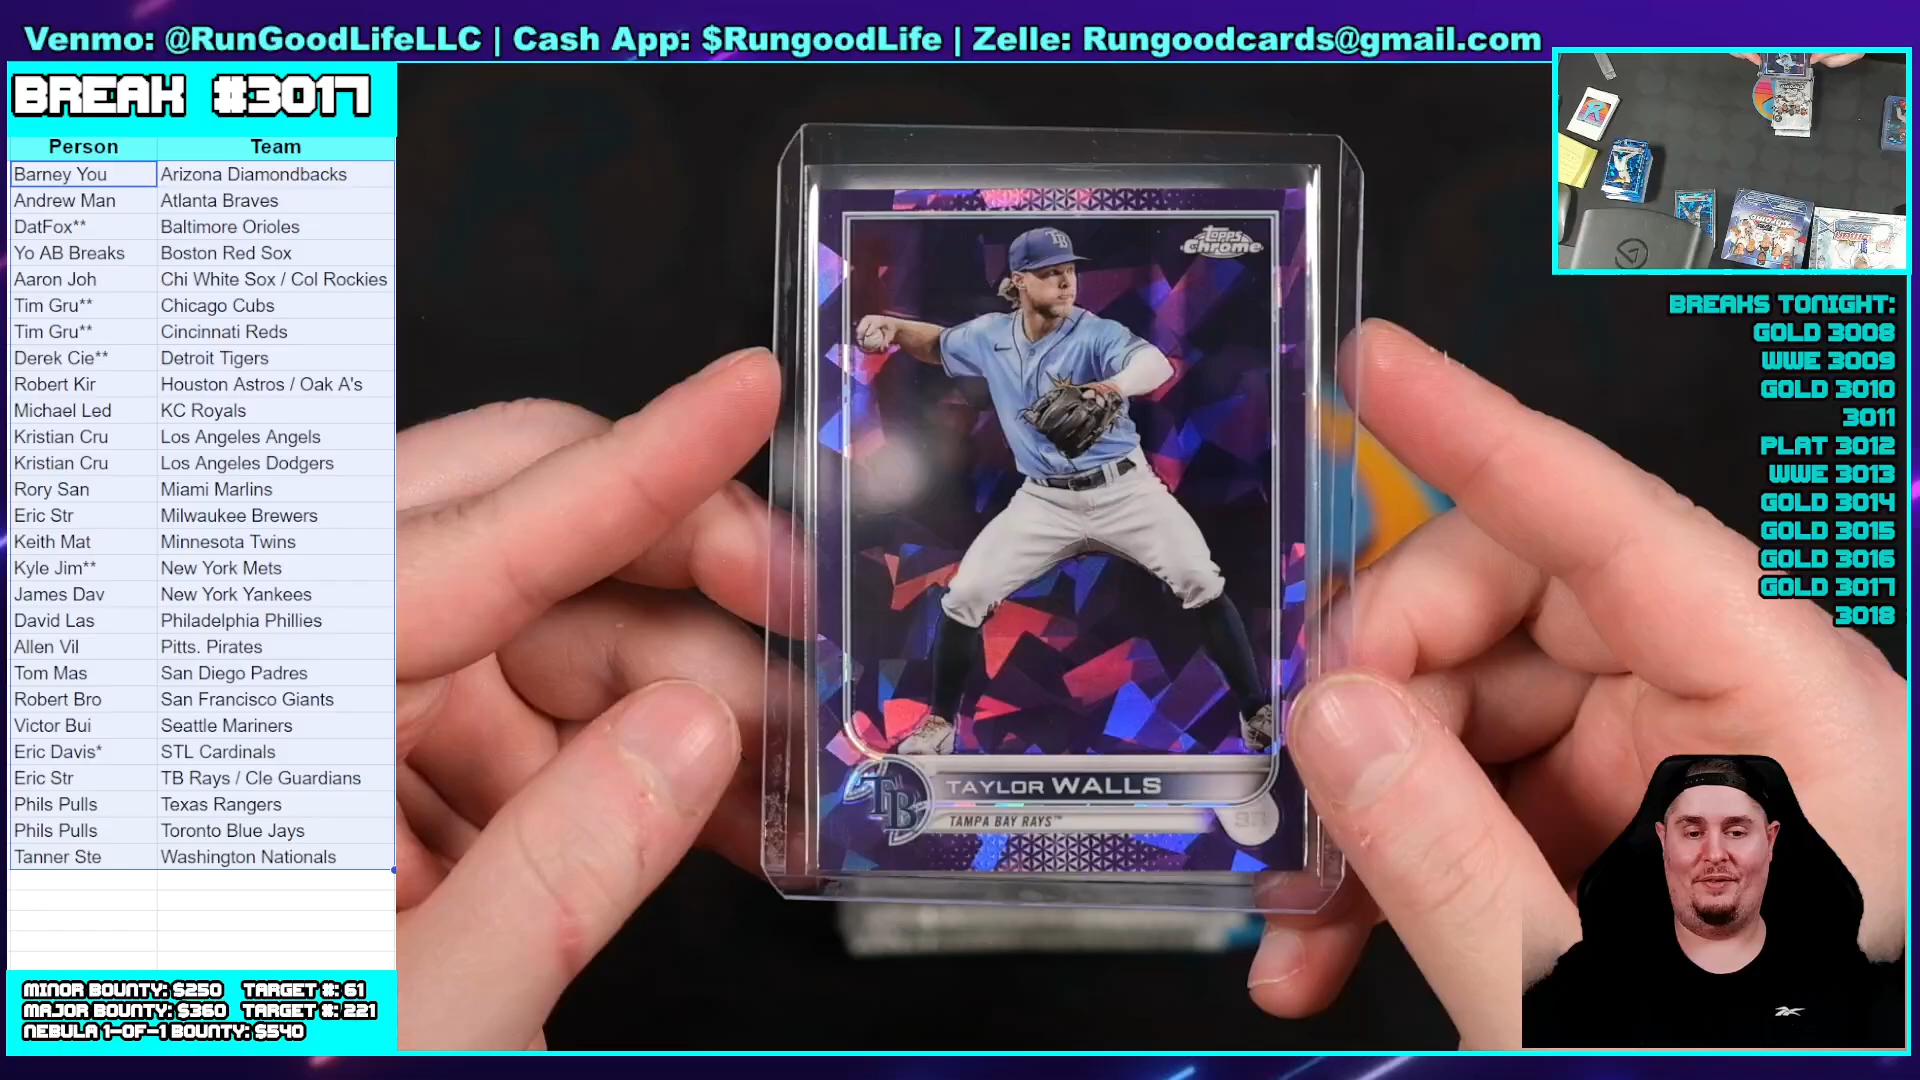 Venmo: @RunGoodLifeLLC | Cash App: $RungoodLife | Zelle: Rungoodcards@gmail.com
BREAK #3017
Person Team
Barney You Arizona Diamondbacks
Andrew Man Atlanta Braves
DatFox** Baltimore Orioles
Yo AB Breaks Boston Red Sox
Aaron Joh Chi White Sox / Col Rockies
Tim Gru** Chicago Cubs
Tim Gru** Cincinnati Reds
Derek Cie** Detroit Tigers
Robert Kir Houston Astros / Oak A's
Michael Led KC Royals
Kristian Cru Los Angeles Angels
Kristian Cru Los Angeles Dodgers
Rory San Miami Marlins
Eric Str Milwaukee Brewers
Keith Mat Minnesota Twins
Kyle Jim** New York Mets
James Dav New York Yankees
David Las Philadelphia Phillies
Allen Vil Pitts. Pirates
Tom Mas San Diego Padres
Robert Bro San Francisco Giants
Victor Bui Seattle Mariners
Eric Davis* STL Cardinals
Eric Str TB Rays / Cle Guardians
Phils Pulls Texas Rangers
Phils Pulls Toronto Blue Jays
Tanner Ste Washington Nationals
MINOR BOUNTY: $250 TARGET #: 61
MAJOR BOUNTY: $360 TARGET #: 221
NEBULA 1-OF-1 BOUNTY: $540
Topps
Chrome
TB
TB
TAYLOR WALLS
TAMPA BAY RAYS™
BREAKS TONIGHT:
GOLD 3008
WWE 3009
GOLD 3010
3011
PLAT 3012
WWE 3013
GOLD 3014
GOLD 3015
GOLD 3016
GOLD 3017
3018